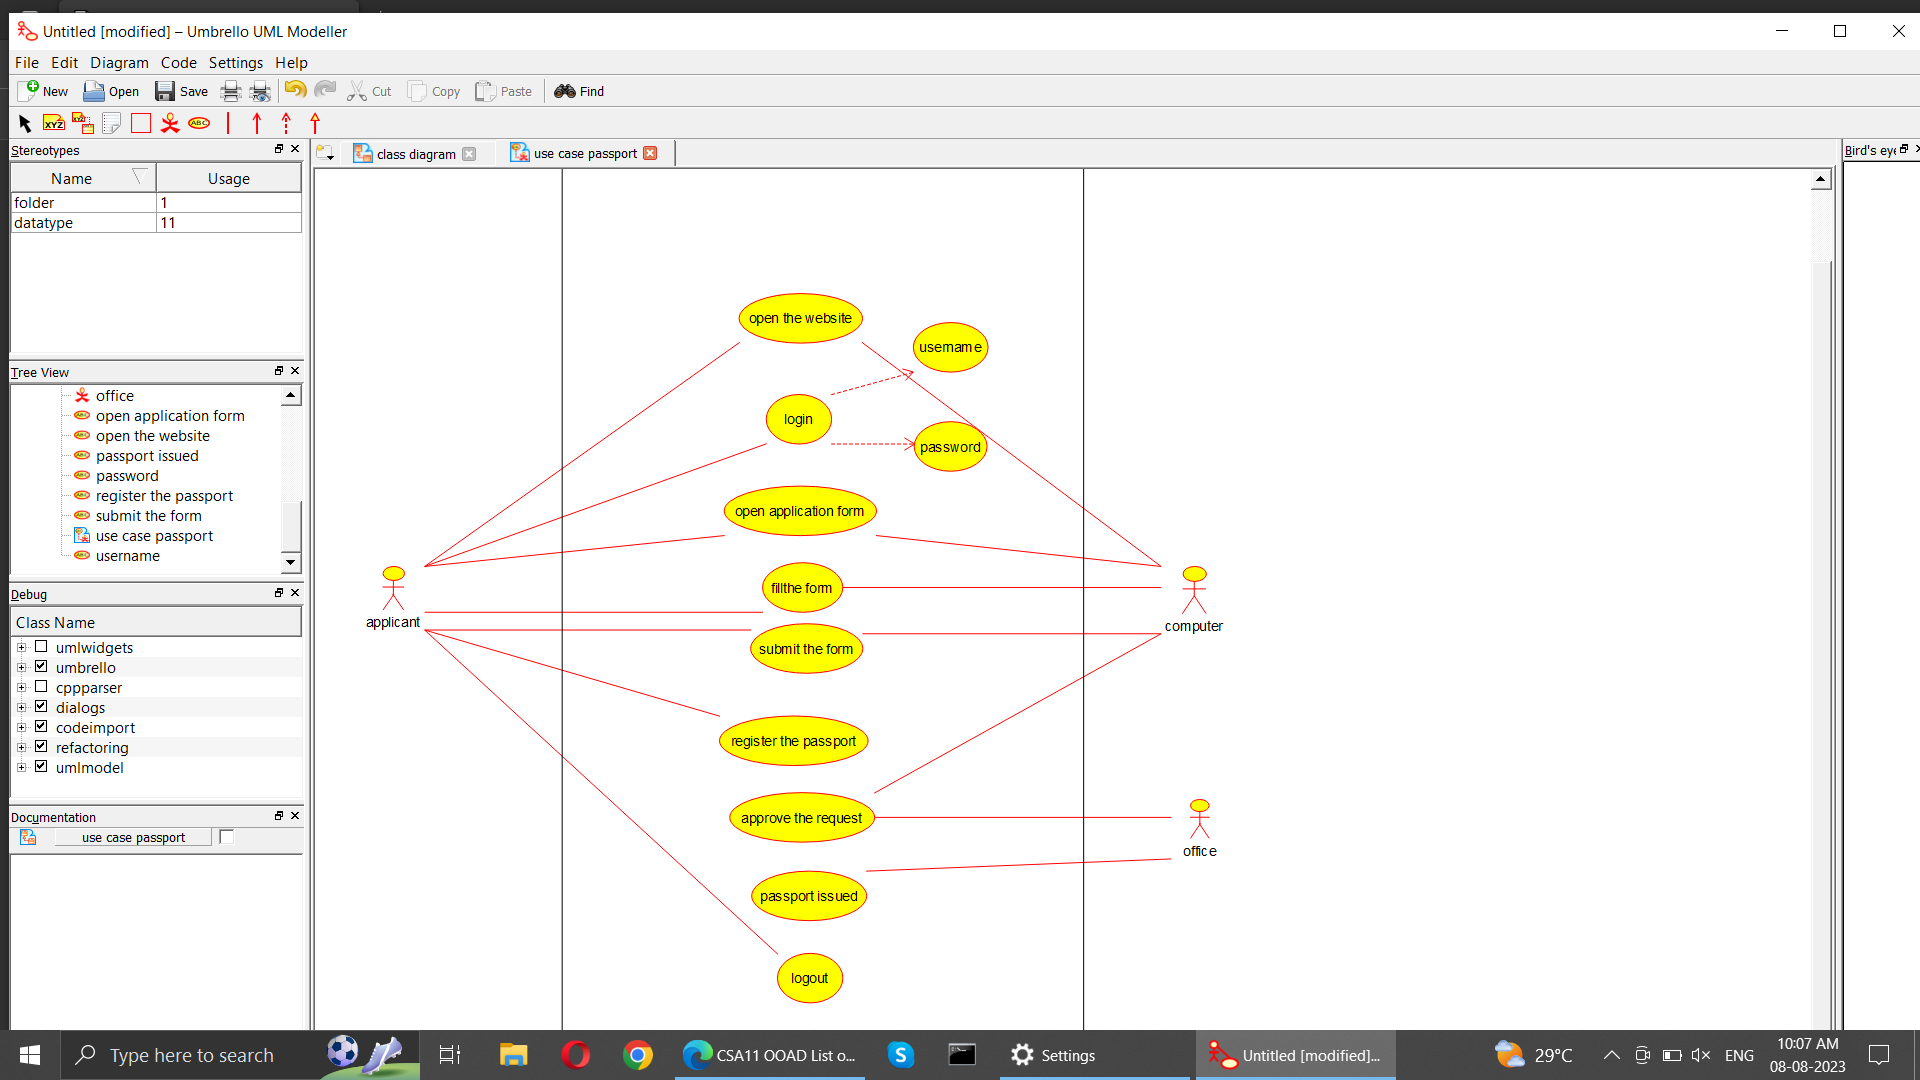 Untitled [modified] – Umbrello UML Modeller
File Edit Diagram Code Settings Help
New Open Save Cut Copy Paste Find
XYZ XYZ ABC
Stereotypes
Name Usage
folder 1
datatype 11
Tree View
office
open application form
open the website
passport issued
password
register the passport
submit the form
use case passport
username
Debug
Class Name
umlwidgets
umbrello
cppparser
dialogs
codeimport
refactoring
umlmodel
Documentation
use case passport
class diagram use case passport
Bird's eye
open the website
username
login
password
open application form
applicant
fillthe form
computer
submit the form
register the passport
approve the request
office
passport issued
logout
Type here to search
CSA11 OOAD List o...
Settings
Untitled [modified]...
29°C
ENG
10:07 AM
08-08-2023